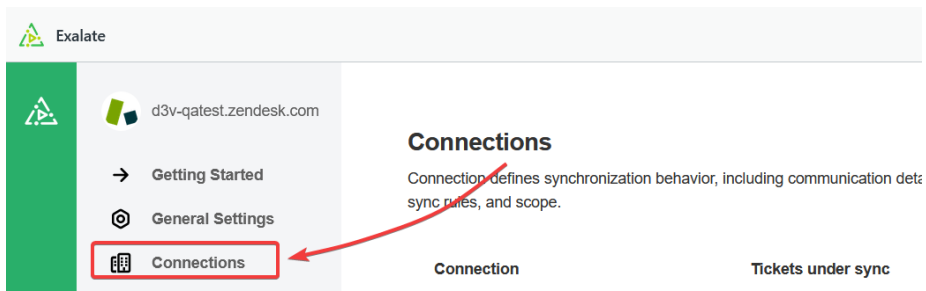 Exalate
d3v-qatest.zendesk.com
Getting Started
General Settings
Connections
Connections
Connection defines synchronization behavior, including communication deta
sync rules, and scope.
Connection Tickets under sync